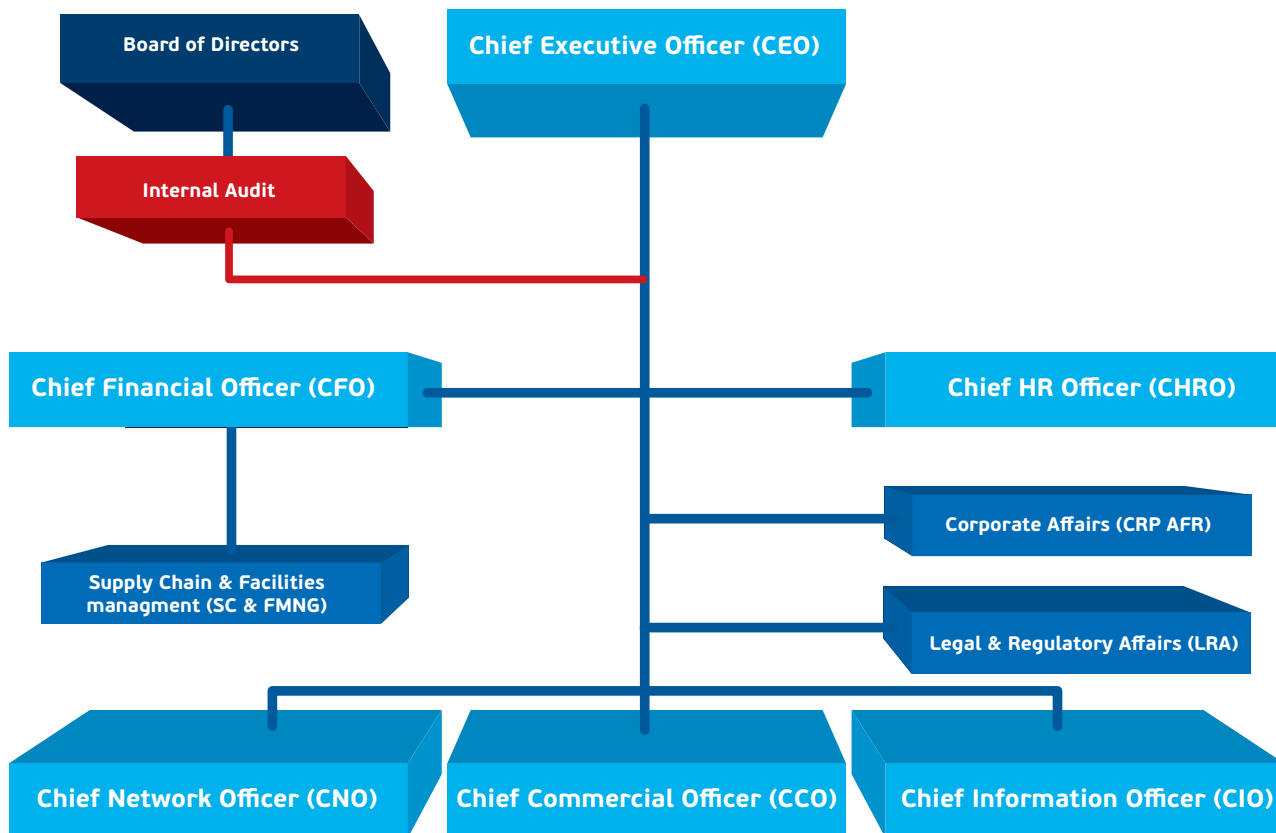 Board of Directors
Chief Executive Officer (CEO)
Internal Audit
Chief Financial Officer (CFO)
Chief HR Officer (CHRO)
Corporate Affairs (CRP AFR)
Supply Chain & Facilities
managment (SC & FMNG)
Legal & Regulatory Affairs (LRA)
Chief Network Officer (CNO)
Chief Commercial Officer (CCO)
Chief Information Officer (CIO)